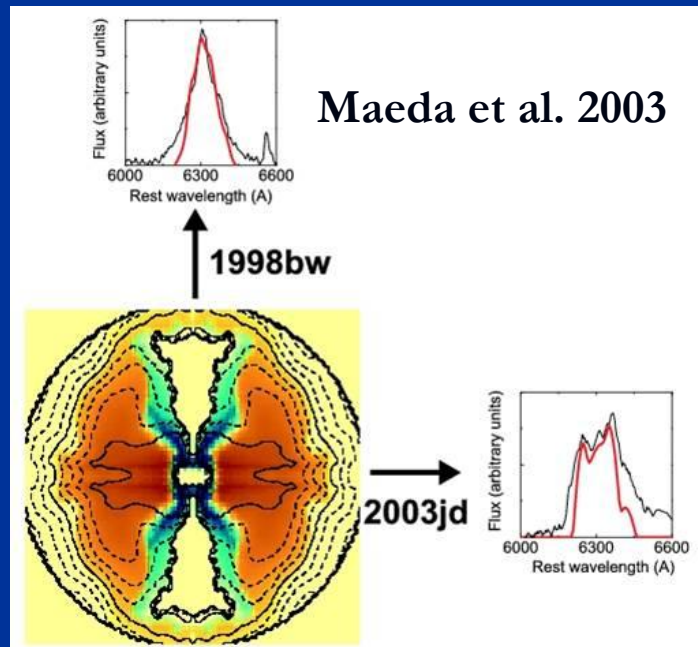 Flux (arbitrary units)
6000 6300 6600
Rest wavelength (A)
Maeda et al. 2003
1998bw
2003jd
Flux (arbitrary units)
6000 6300 6600
Rest wavelength (A)